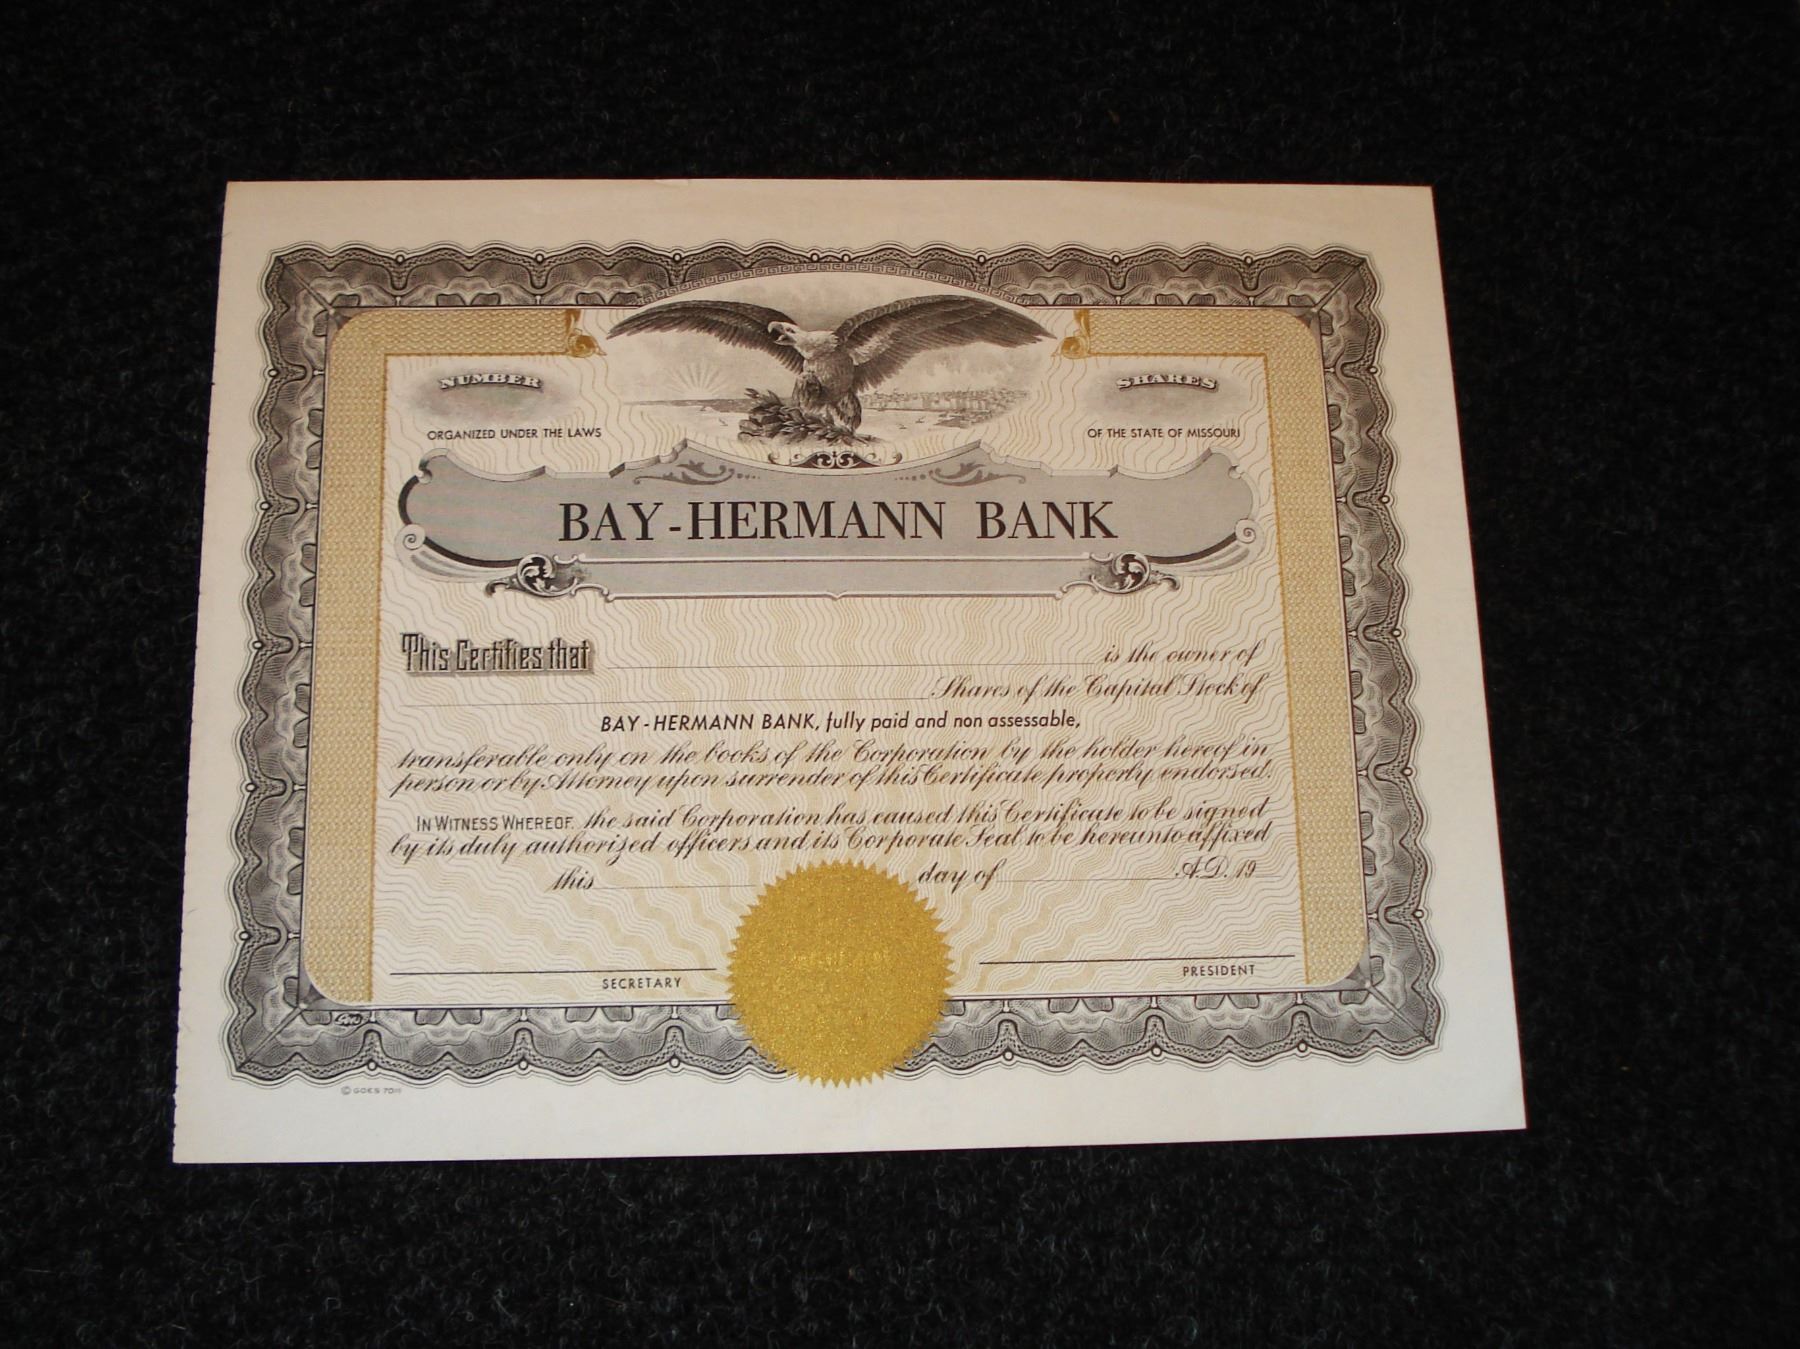 NUMBER
SHARES
ORGANIZED UNDER THE LAWS
OF THE STATE OF MISSOURI
BAY-HERMANN BANK
This Certifies that
is the owner of
Shares of the Capital Stock of
BAY-HERMANN BANK, fully paid and non assessable,
transferable only on the books of the Corporation by the holder hereof in
person or by Attorney upon surrender of this Certificate properly endorsed.
IN WITNESS WHEREOF, the said Corporation has caused this Certificate to be signed
by its duly authorized officers and its Corporate Seal to be hereunto affixed
this day of A.D. 19
SECRETARY
PRESIDENT
© GOES